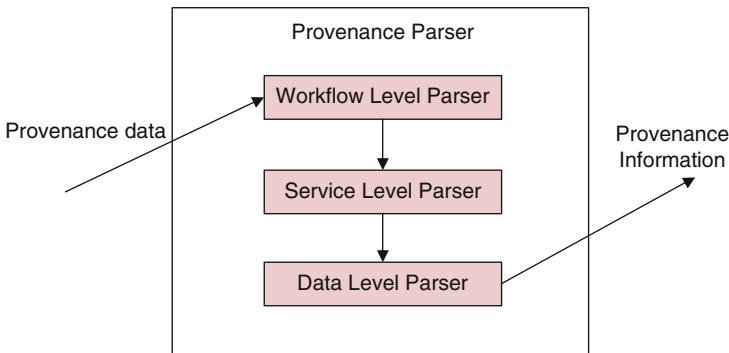 Provenance Parser
Workflow Level Parser
Provenance data
Service Level Parser
Provenance
Information
Data Level Parser